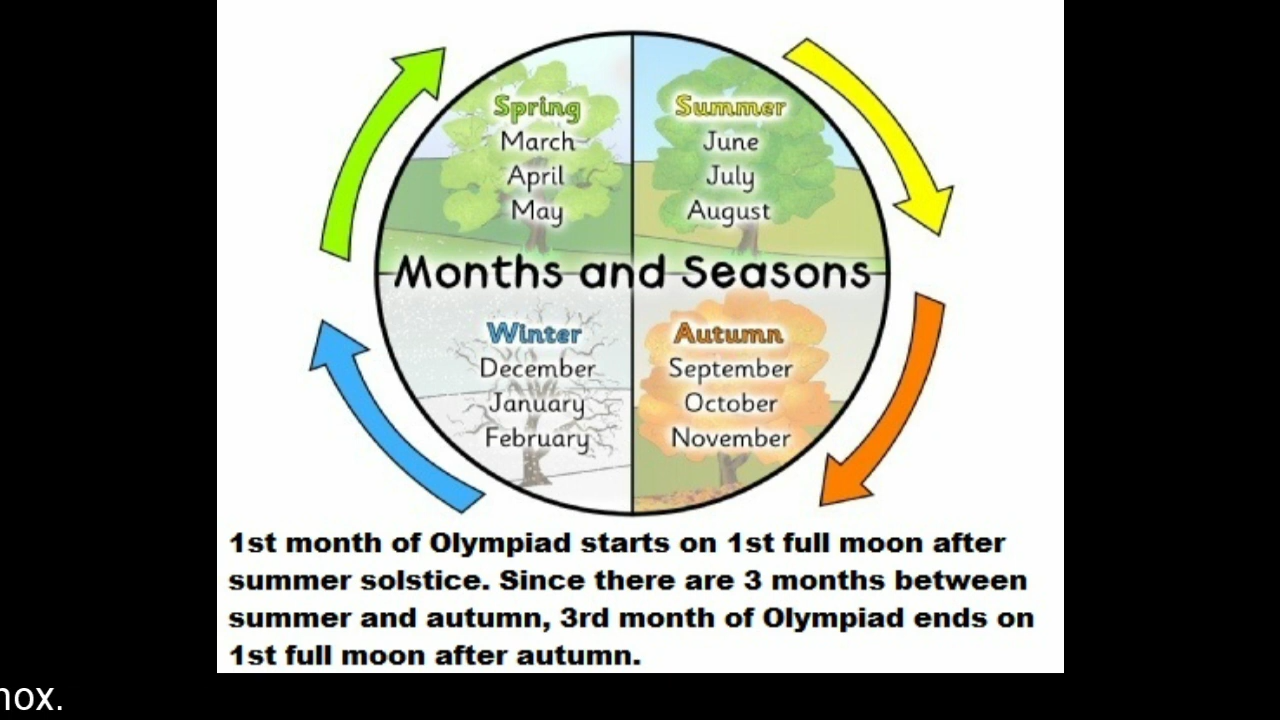 Spring
March
April
May
Summer
June
July
August
Months and Seasons
Winter
December
January
February
Autumn
September
October
November
1st month of Olympiad starts on 1st full moon after
summer solstice. Since there are 3 months between
summer and autumn, 3rd month of Olympiad ends on
1st full moon after autumn.